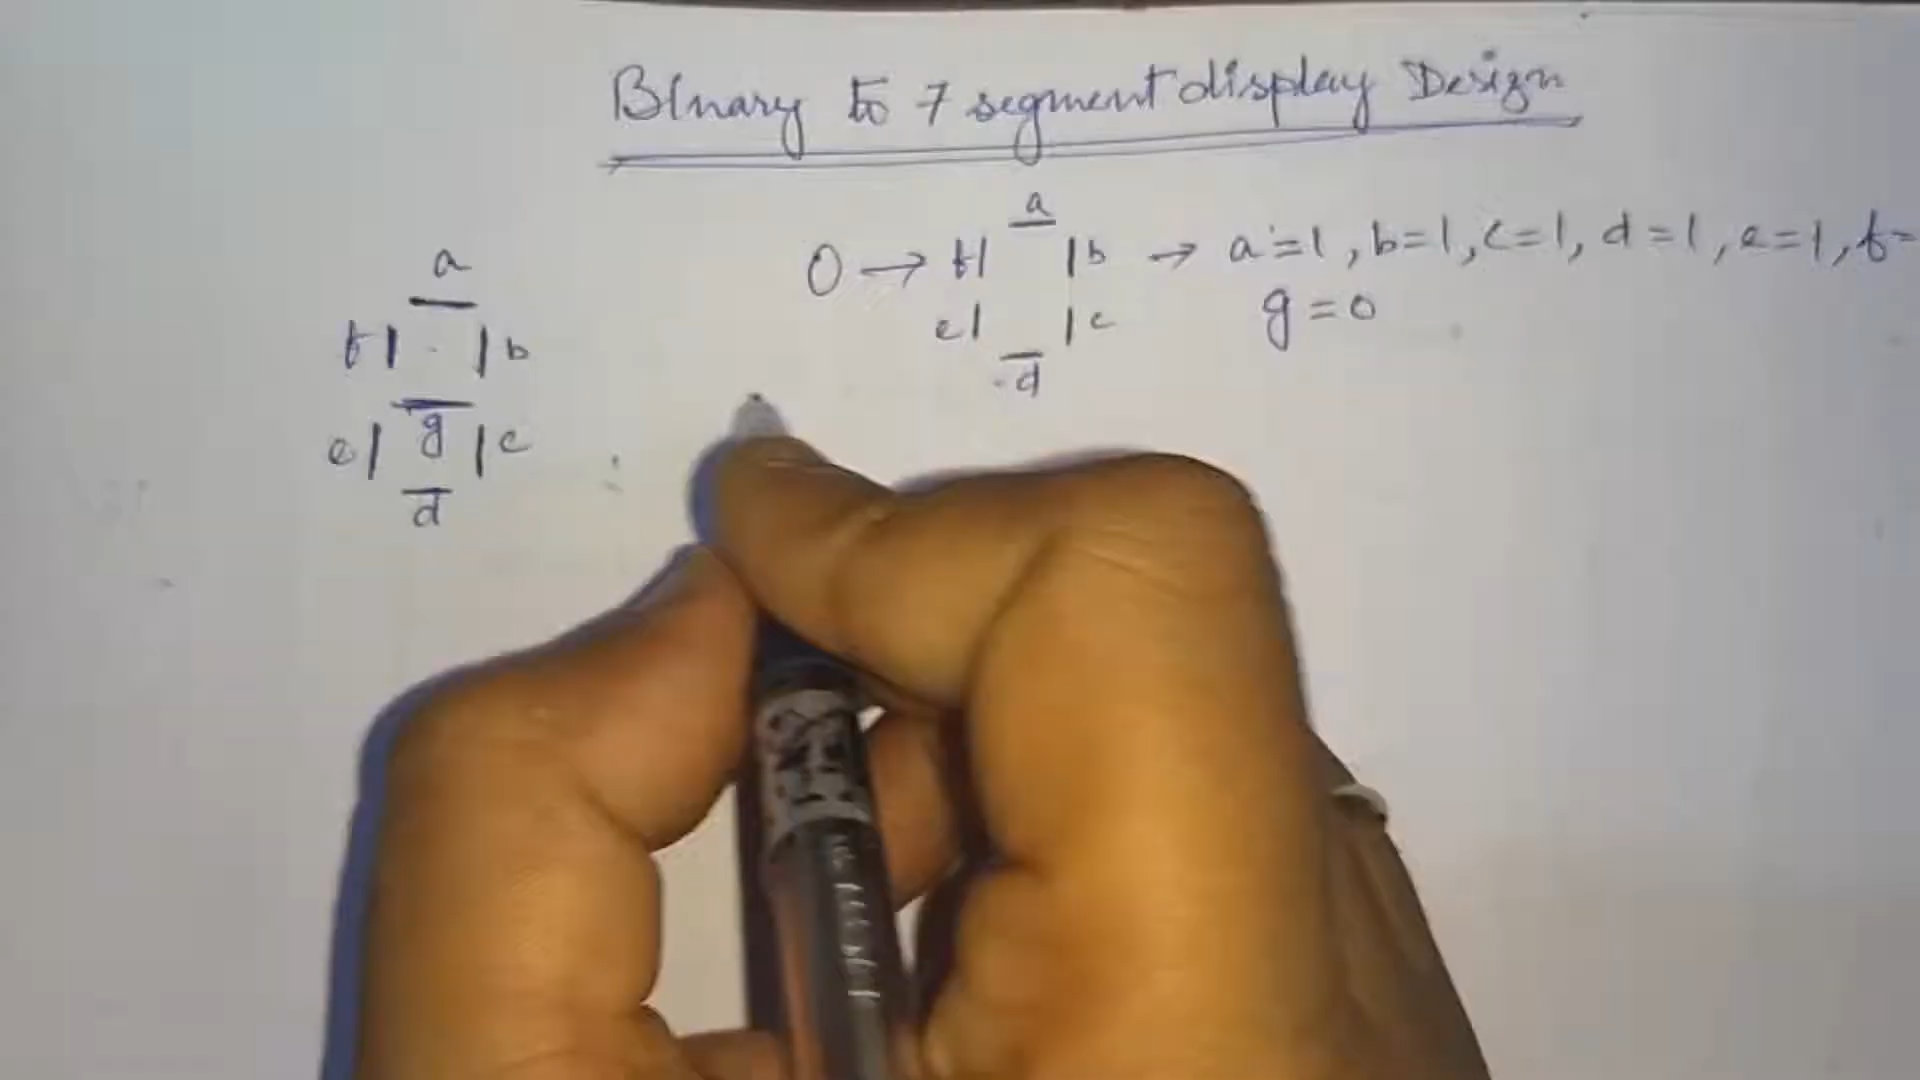 BInary to 7 segment display Design
a
f| |b
g
e| |c
d
0 → f| a |b → a=1, b=1, c=1, d=1, e=1, f=
e| |c g=0
d